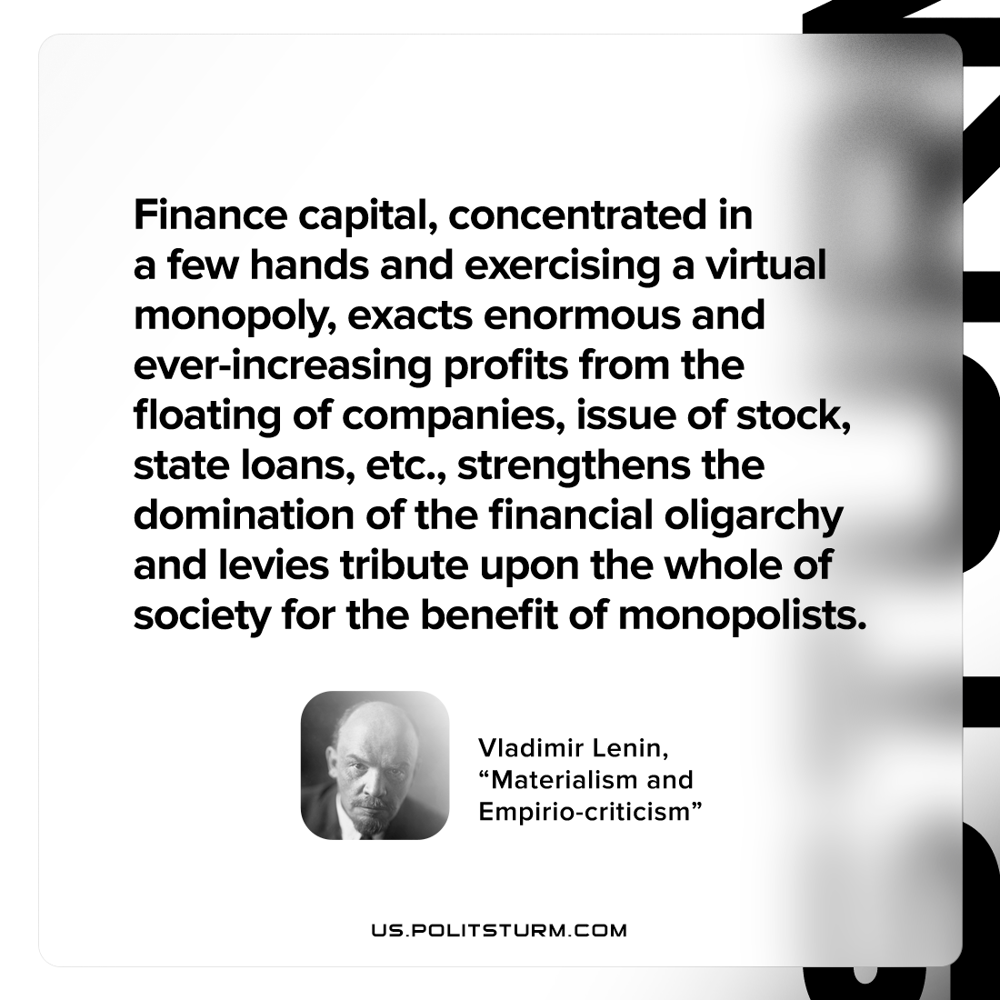 Finance capital, concentrated in
a few hands and exercising a virtual
monopoly, exacts enormous and
ever-increasing profits from the
floating of companies, issue of stock,
state loans, etc., strengthens the
domination of the financial oligarchy
and levies tribute upon the whole of
society for the benefit of monopolists.
Vladimir Lenin,
“Materialism and
Empirio-criticism”
US.POLITSTURM.COM